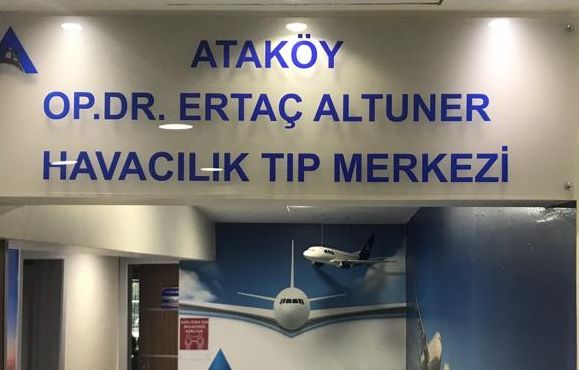 ATAKÖY
OP.DR. ERTAÇ ALTUNER
HAVACILIK TIP MERKEZİ